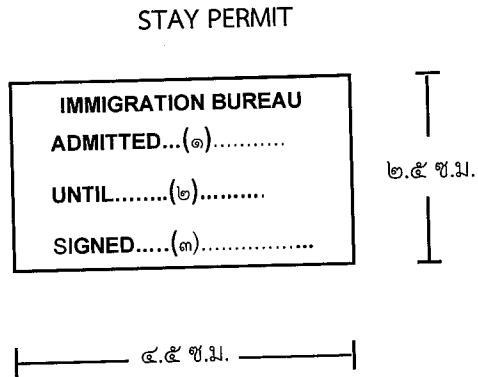 STAY PERMIT
IMMIGRATION BUREAU
ADMITTED...(๑)............
UNTIL........(๒)..........
SIGNED.....(๓)................
๒.๕ ซ.ม.
๔.๕ ซ.ม.